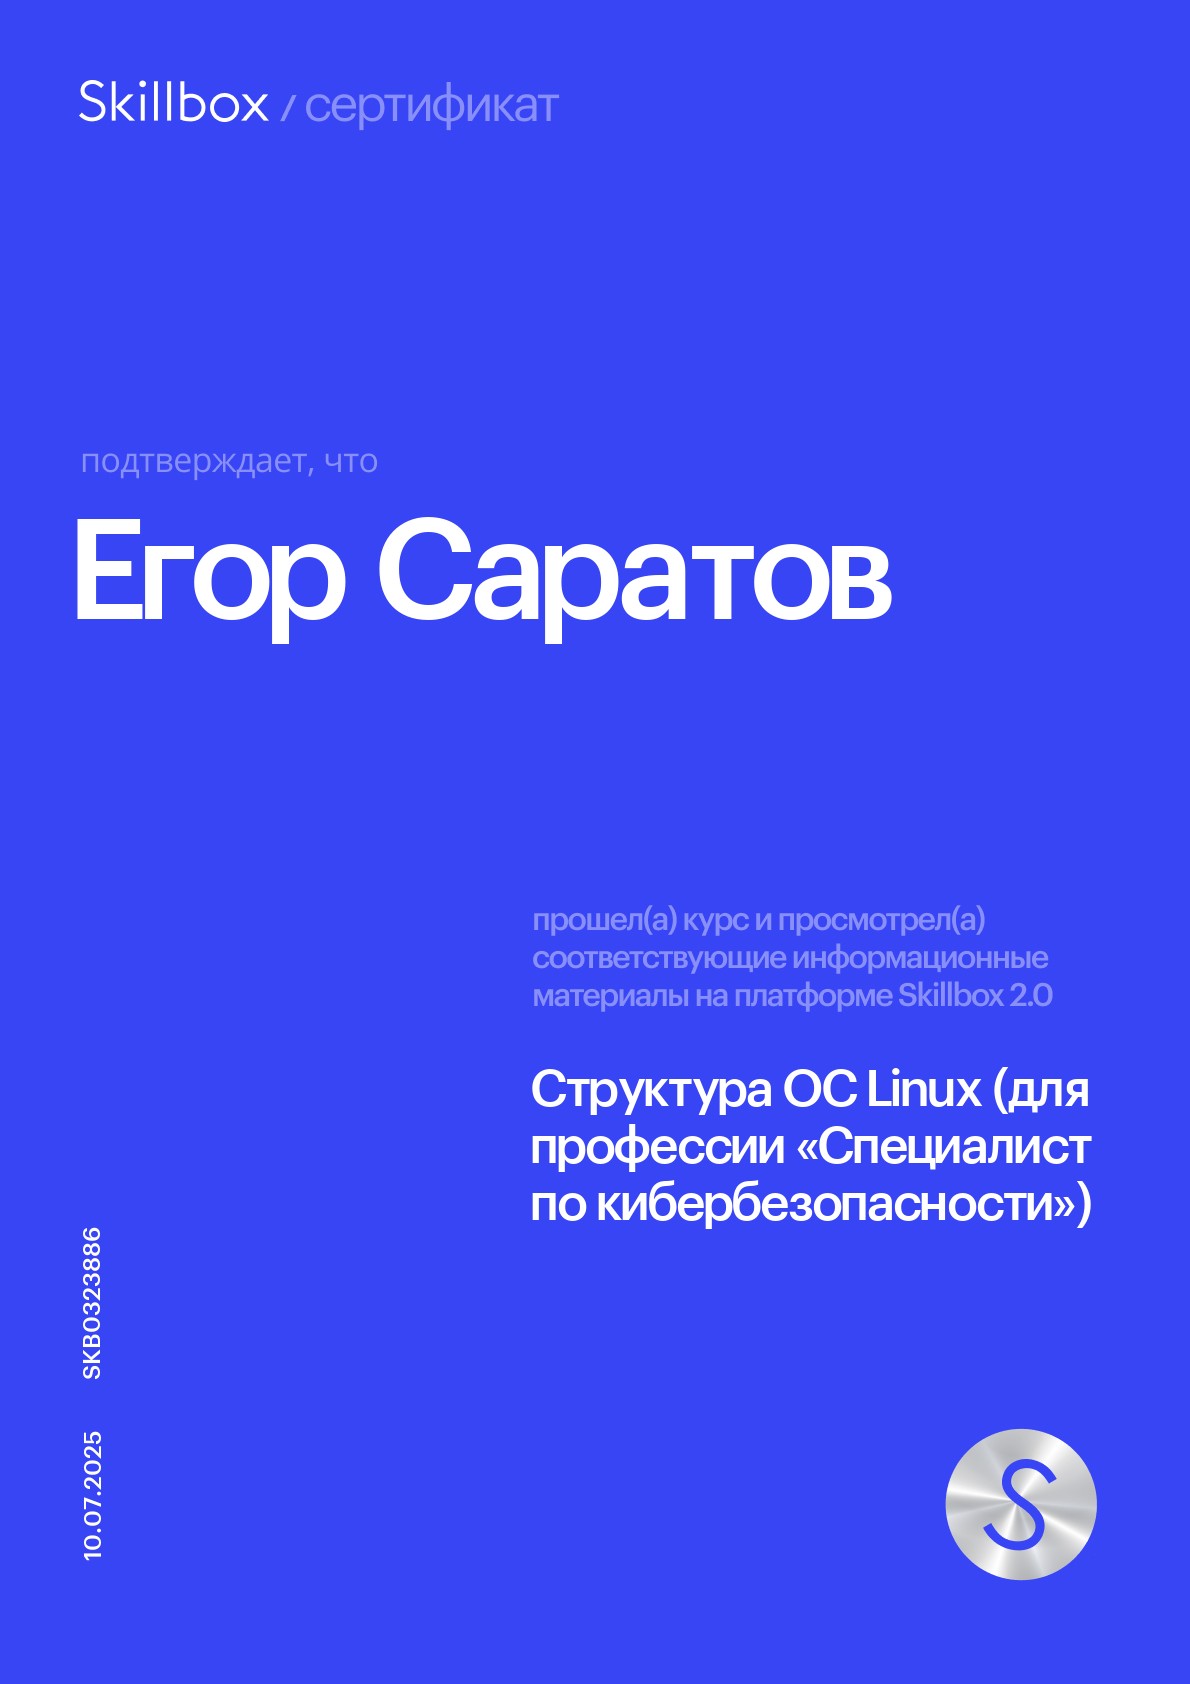 Skillbox / сертификат
подтверждает, что
Егор Саратов
прошел(а) курс и просмотрел(а)
соответствующие информационные
материалы на платформе Skillbox 2.0
Структура ОС Linux (для
профессии «Специалист
по кибербезопасности»)
SKB0323886
10.07.2025
S